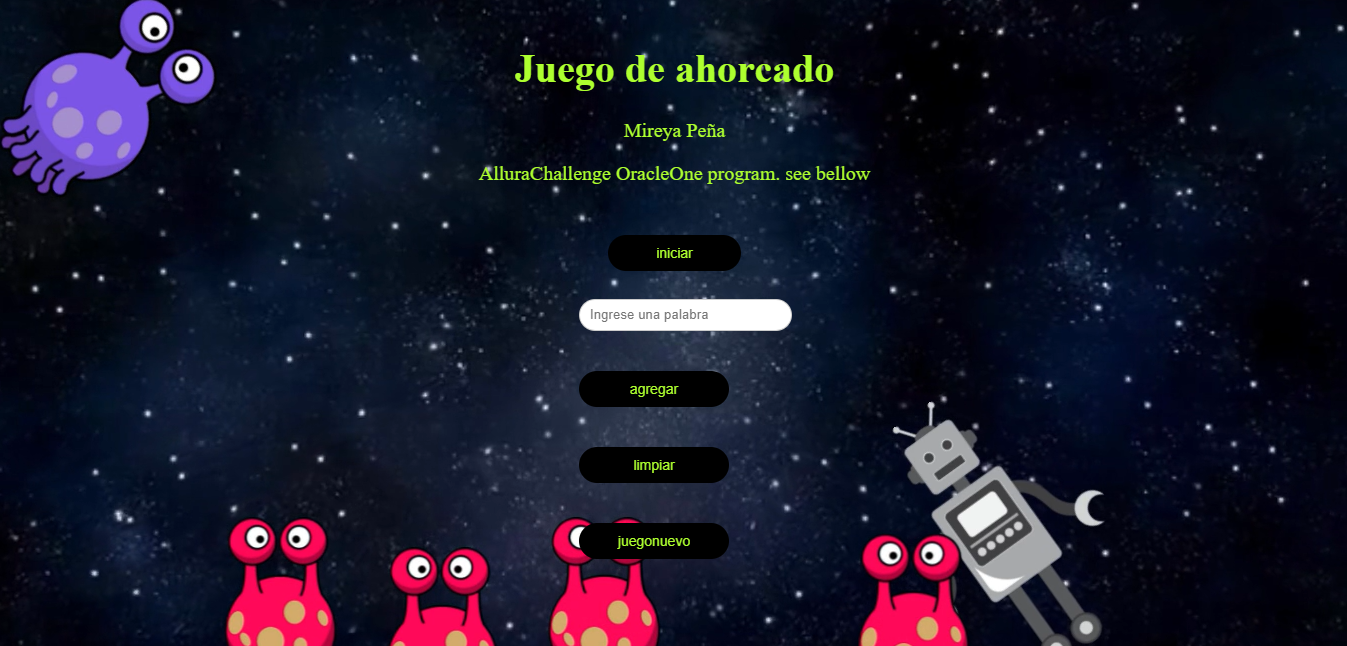 Juego de ahorcado
Mireya Peña
AlluraChallenge OracleOne program. see bellow
iniciar
Ingrese una palabra
agregar
limpiar
juegonuevo